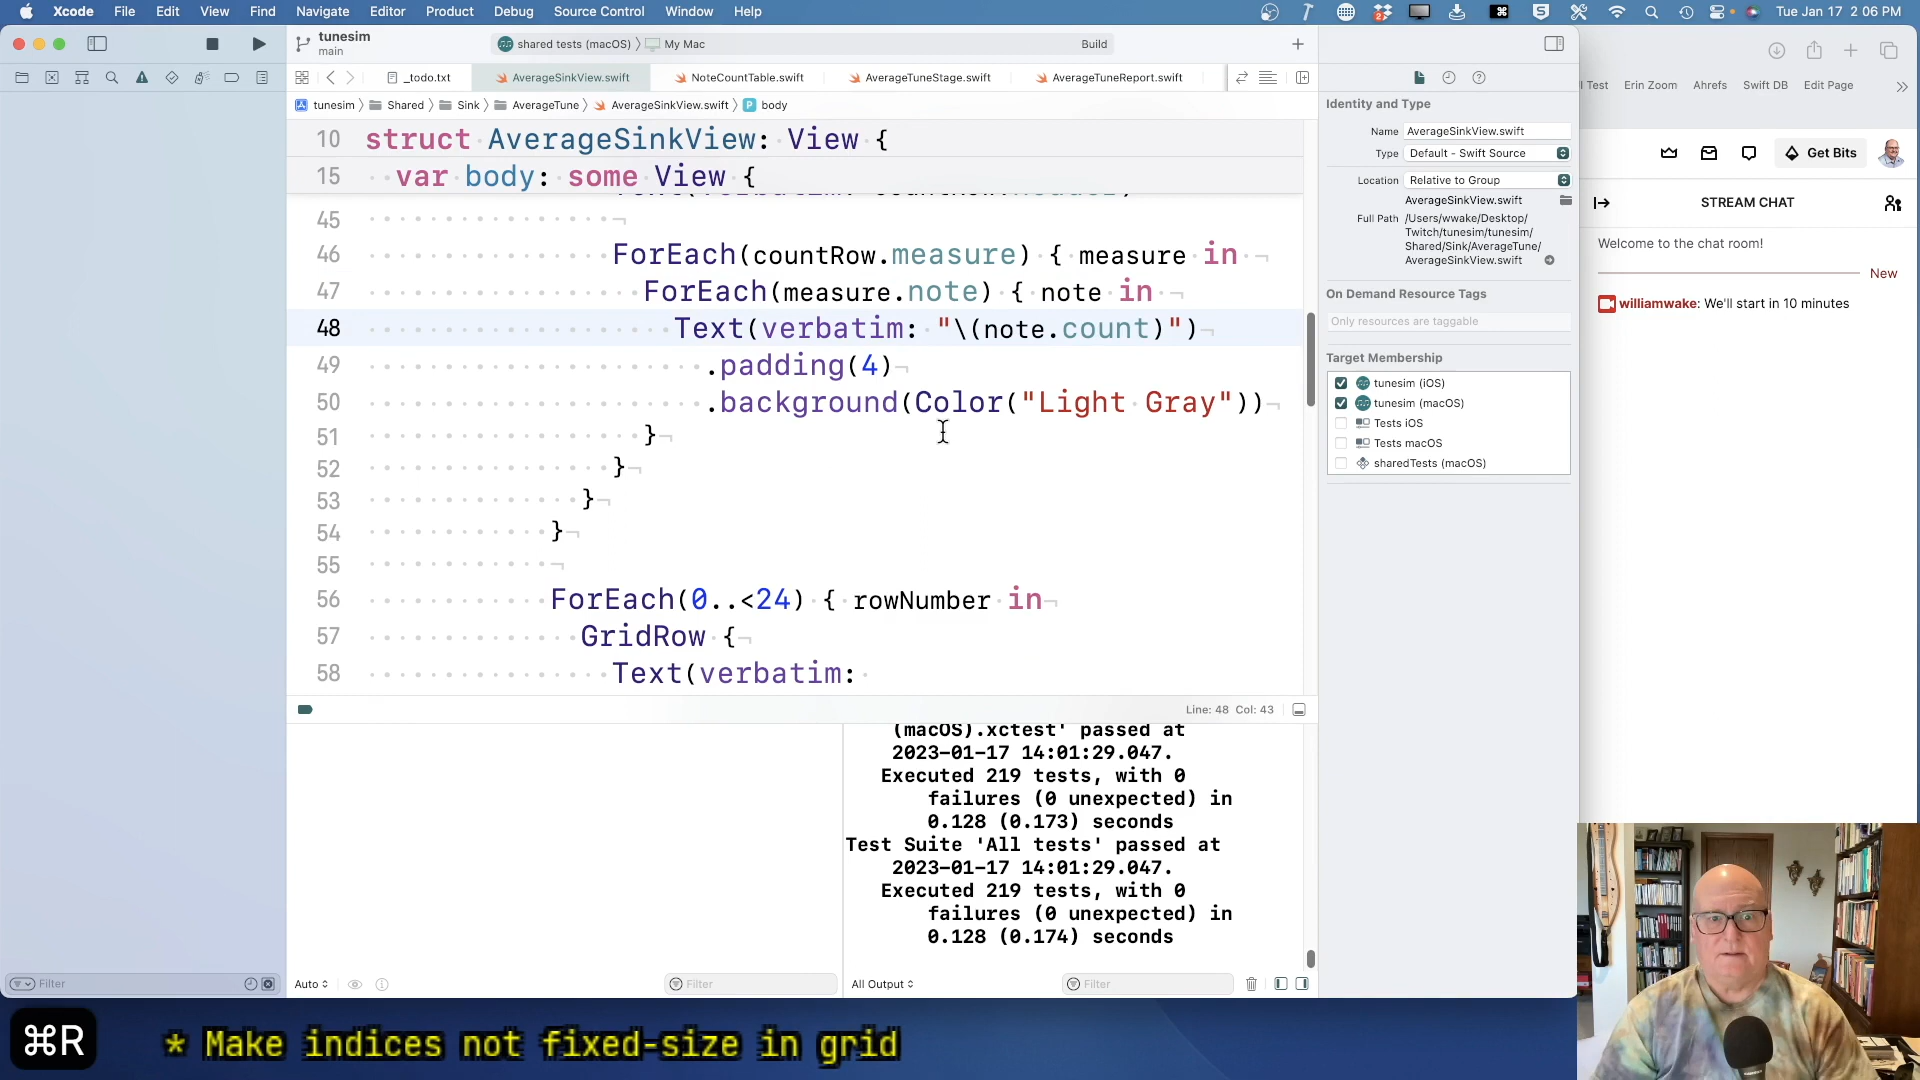 Xcode File Edit View Find Navigate Editor Product Debug Source Control Window Help Tue Jan 17 2:06 PM
tunesim
main
shared tests (macOS) My Mac Build
_todo.txt AverageSinkView.swift NoteCountTable.swift AverageTuneStage.swift AverageTuneReport.swift
tunesim Shared Sink AverageTune AverageSinkView.swift body
10 struct AverageSinkView: View {
15 var body: some View {
45
46 ForEach(countRow.measure) { measure in
47 ForEach(measure.note) { note in
48 Text(verbatim: "\(note.count)")
49 .padding(4)
50 .background(Color("Light Gray"))
51 }
52 }
53 }
54 }
55
56 ForEach(0..<24) { rowNumber in
57 GridRow {
58 Text(verbatim:
Line: 48 Col: 43
(macOS).xctest' passed at
2023-01-17 14:01:29.047.
Executed 219 tests, with 0
failures (0 unexpected) in
0.128 (0.173) seconds
Test Suite 'All tests' passed at
2023-01-17 14:01:29.047.
Executed 219 tests, with 0
failures (0 unexpected) in
0.128 (0.174) seconds
Filter
Auto
Filter
All Output
Filter
Identity and Type
Name AverageSinkView.swift
Type Default - Swift Source
Location Relative to Group
AverageSinkView.swift
Full Path /Users/wwake/Desktop/
Twitch/tunesim/tunesim/
Shared/Sink/AverageTune/
AverageSinkView.swift
On Demand Resource Tags
Only resources are taggable
Target Membership
tunesim (iOS)
tunesim (macOS)
Tests iOS
Tests macOS
sharedTests (macOS)
Test Erin Zoom Ahrefs Swift DB Edit Page
Get Bits
STREAM CHAT
Welcome to the chat room!
New
williamwake: We'll start in 10 minutes
⌘R
* Make indices not fixed-size in grid